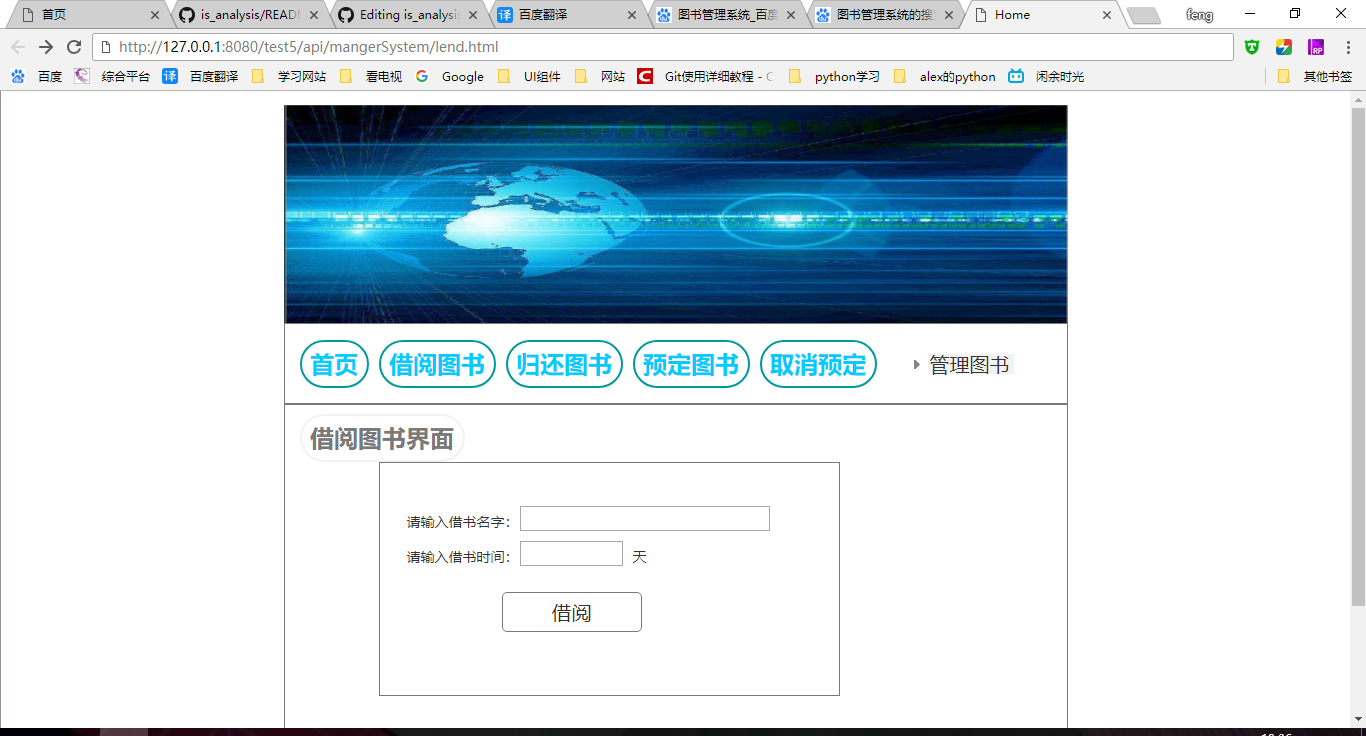 首页
is_analysis/READ
Editing is_analysis
百度翻译
图书管理系统_百度
图书管理系统的搜
Home
feng
http://127.0.0.1:8080/test5/api/mangerSystem/lend.html
百度 综合平台 百度翻译 学习网站 看电视 Google UI组件 网站 Git使用详细教程 - C python学习 alex的python 闲余时光 其他书签
首页 借阅图书 归还图书 预定图书 取消预定 管理图书
借阅图书界面
请输入借书名字：
请输入借书时间： 天
借阅